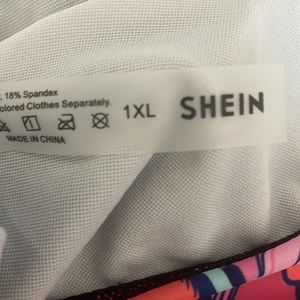 18% Spandex
olored Clothes Separately.
1XL SHEIN
MADE IN CHINA